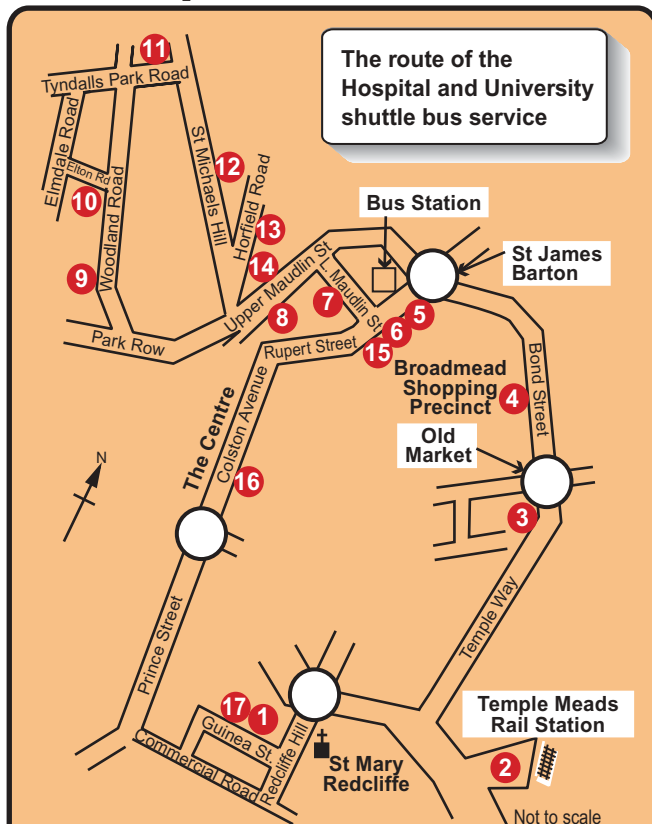 The route of the
Hospital and University
shuttle bus service
11
Tyndalls Park Road
Elmdale Road
Elton Rd
10
Woodland Road
9
St Michaels Hill
12
Horfield Road
13
14
Park Row
Upper Maudlin St
8
L. Maudlin St
7
Bus Station
St James
Barton
5
6
15
Rupert Street
Broadmead
Shopping
Precinct
4
Bond Street
Old
Market
3
The Centre
Colston Avenue
16
N
Prince Street
Temple Way
17
1
Guinea St.
Commercial Road
Redcliffe Hill
St Mary
Redcliffe
Temple Meads
Rail Station
2
Not to scale